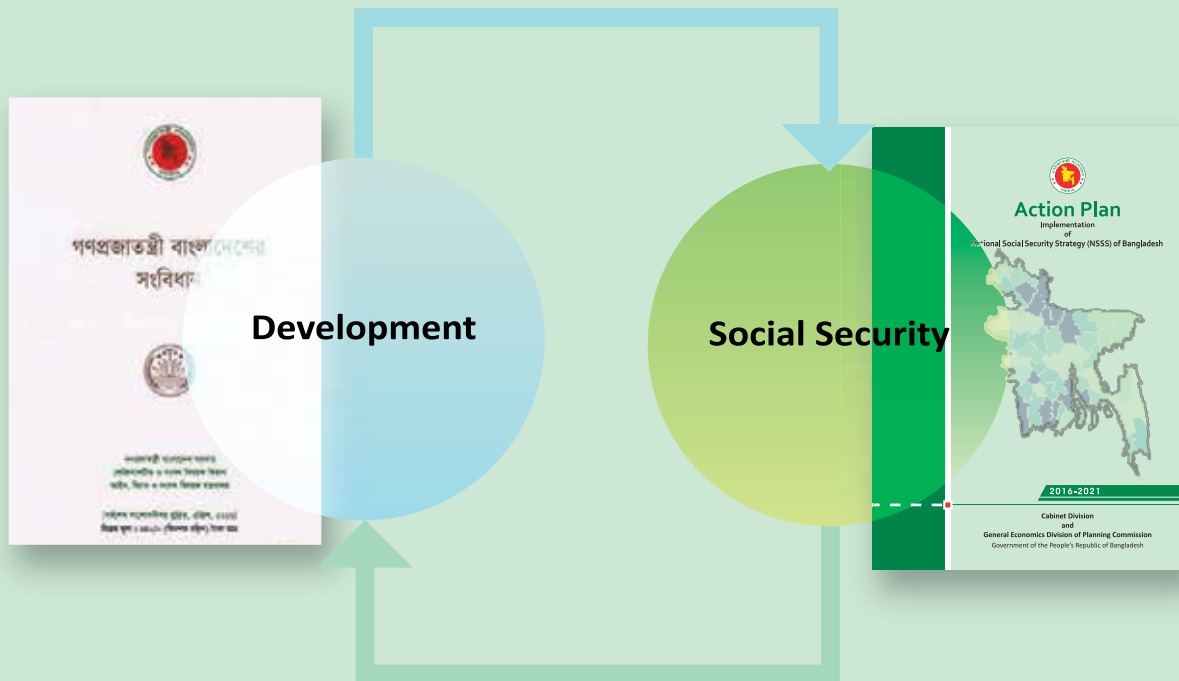 গণপ্রজাতন্ত্রী বাংলাদেশের
সংবিধান
Development
Social Security
Action Plan
Implementation
of
Social Security Strategy (NSSS) of Bangladesh
2016-2021
Cabinet Division
and
General Economics Division of Planning Commission
Government of the People's Republic of Bangladesh